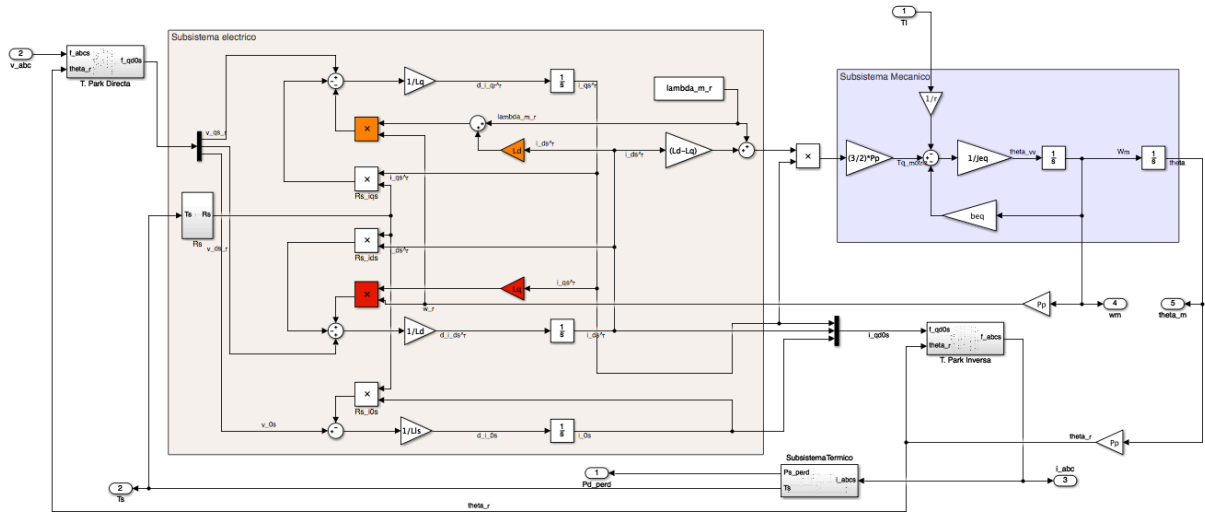 1
Tl
Subsistema electrico
2
v_abc
f_abcs
f_qd0s
theta_r
T. Park Directa
1/Lq
d_i_qr^r
1/s
i_qs^r
lambda_m_r
Subsistema Mecanico
1/r
v_qs_r
×
lambda_m_r
Ld
i_ds^r
i_ds^r
(Ld-Lq)
×
(3/2)*Pp
1/Jeq
theta_vv
1/s
Wm
1/s
theta
×
i_qs^r
Rs_iqs
beq
Ts
Rs
Rs
v_ds_r
×
i_ds^r
Rs_ids
×
Lq
i_qs^r
w_r
Pp
4
wm
5
theta_m
1/Ld
d_i_ds^r
1/s
i_ds^r
i_qd0s
f_qd0s
f_abcs
theta_r
T. Park Inversa
×
Rs_i0s
v_0s
1/Lls
d_i_0s
1/s
i_0s
theta_r
Pp
SubsistemaTermico
1
Pd_perd
Ps_perd
i_abcs
Ts
i_abc
3
2
Ts
theta_r